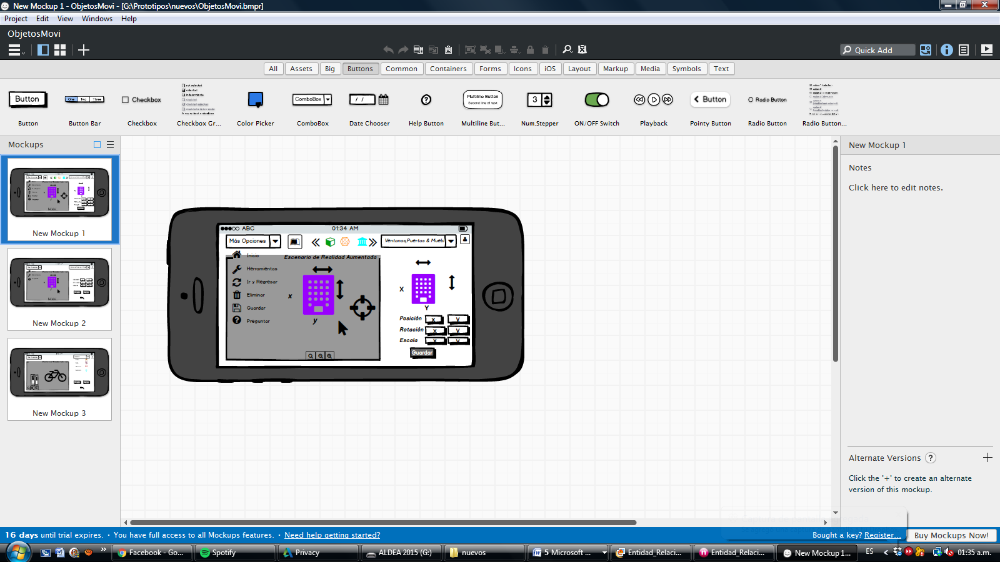 New Mockup 1 - ObjetosMovi - [G:\Prototipos\nuevos\ObjetosMovi.bmpr]
Project Edit View Windows Help
ObjetosMovi
Quick Add
All Assets Big Buttons Common Containers Forms Icons iOS Layout Markup Media Symbols Text
Button One Two Three Checkbox ComboBox / / ? Multiline Button 3 Button Radio Button
Second line of text
Button Button Bar Checkbox Checkbox Gr... Color Picker ComboBox Date Chooser Help Button Multiline But... Num.Stepper ON/OFF Switch Playback Pointy Button Radio Button Radio Button...
Mockups
New Mockup 1
New Mockup 2
New Mockup 3
ABC 01:34 AM
Más Opciones Ventanas,Puertas & Mueb
Inicio Escenario de Realidad Aumentada
Herramientas
Ir y Regresar
Eliminar
Guardar
Preguntar
x
y
X
Y
Posición X Y
Rotación X Y
Escala X Y
Guardar
New Mockup 1
Notes
Click here to edit notes.
Alternate Versions ?
Click the '+' to create an alternate
version of this mockup.
16 days until trial expires. · You have full access to all Mockups features. · Need help getting started?
Bought a key? Register... Buy Mockups Now!
Facebook - Go... Spotify Privacy ALDEA 2015 (G:) nuevos 5 Microsoft ... Entidad_Relaci... Entidad_Relaci... New Mockup 1... ES 01:35 a.m.